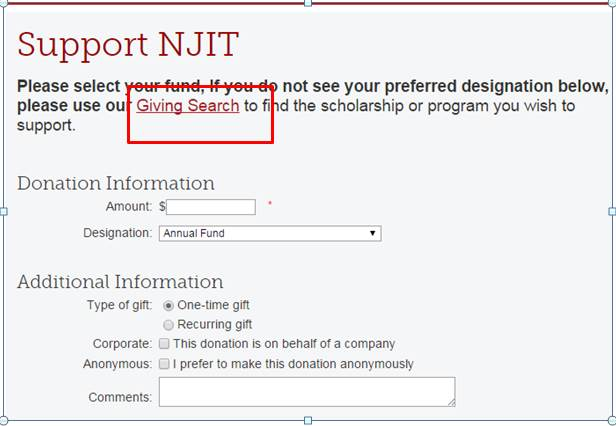 Support NJIT
Please select your fund, If you do not see your preferred designation below,
please use our Giving Search to find the scholarship or program you wish to
support.
Donation Information
Amount: $ *
Designation: Annual Fund
Additional Information
Type of gift: One-time gift
Recurring gift
Corporate: This donation is on behalf of a company
Anonymous: I prefer to make this donation anonymously
Comments: